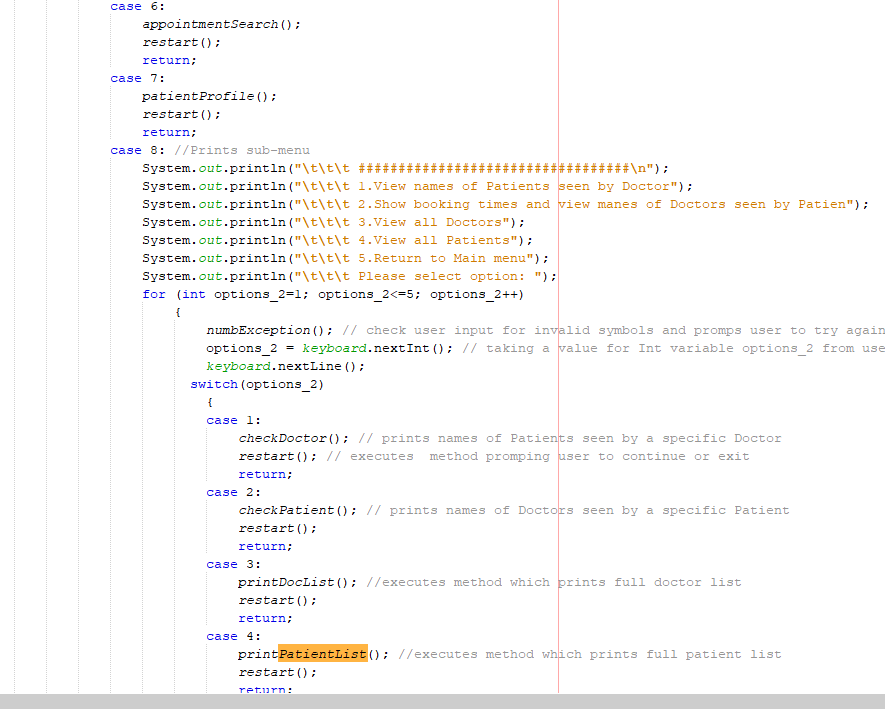 case 6:
appointmentSearch();
restart();
return;
case 7:
patientProfile();
restart();
return;
case 8: //Prints sub-menu
System.out.println("\t\t\t ##################################\n");
System.out.println("\t\t\t 1.View names of Patients seen by Doctor");
System.out.println("\t\t\t 2.Show booking times and view manes of Doctors seen by Patien");
System.out.println("\t\t\t 3.View all Doctors");
System.out.println("\t\t\t 4.View all Patients");
System.out.println("\t\t\t 5.Return to Main menu");
System.out.println("\t\t\t Please select option: ");
for (int options_2=1; options_2<=5; options_2++)
{
numbException(); // check user input for invalid symbols and promps user to try again
options_2 = keyboard.nextInt(); // taking a value for Int variable options_2 from use
keyboard.nextLine();
switch(options_2)
{
case 1:
checkDoctor(); // prints names of Patients seen by a specific Doctor
restart(); // executes  method promping user to continue or exit
return;
case 2:
checkPatient(); // prints names of Doctors seen by a specific Patient
restart();
return;
case 3:
printDocList(); //executes method which prints full doctor list
restart();
return;
case 4:
printPatientList(); //executes method which prints full patient list
restart();
return;